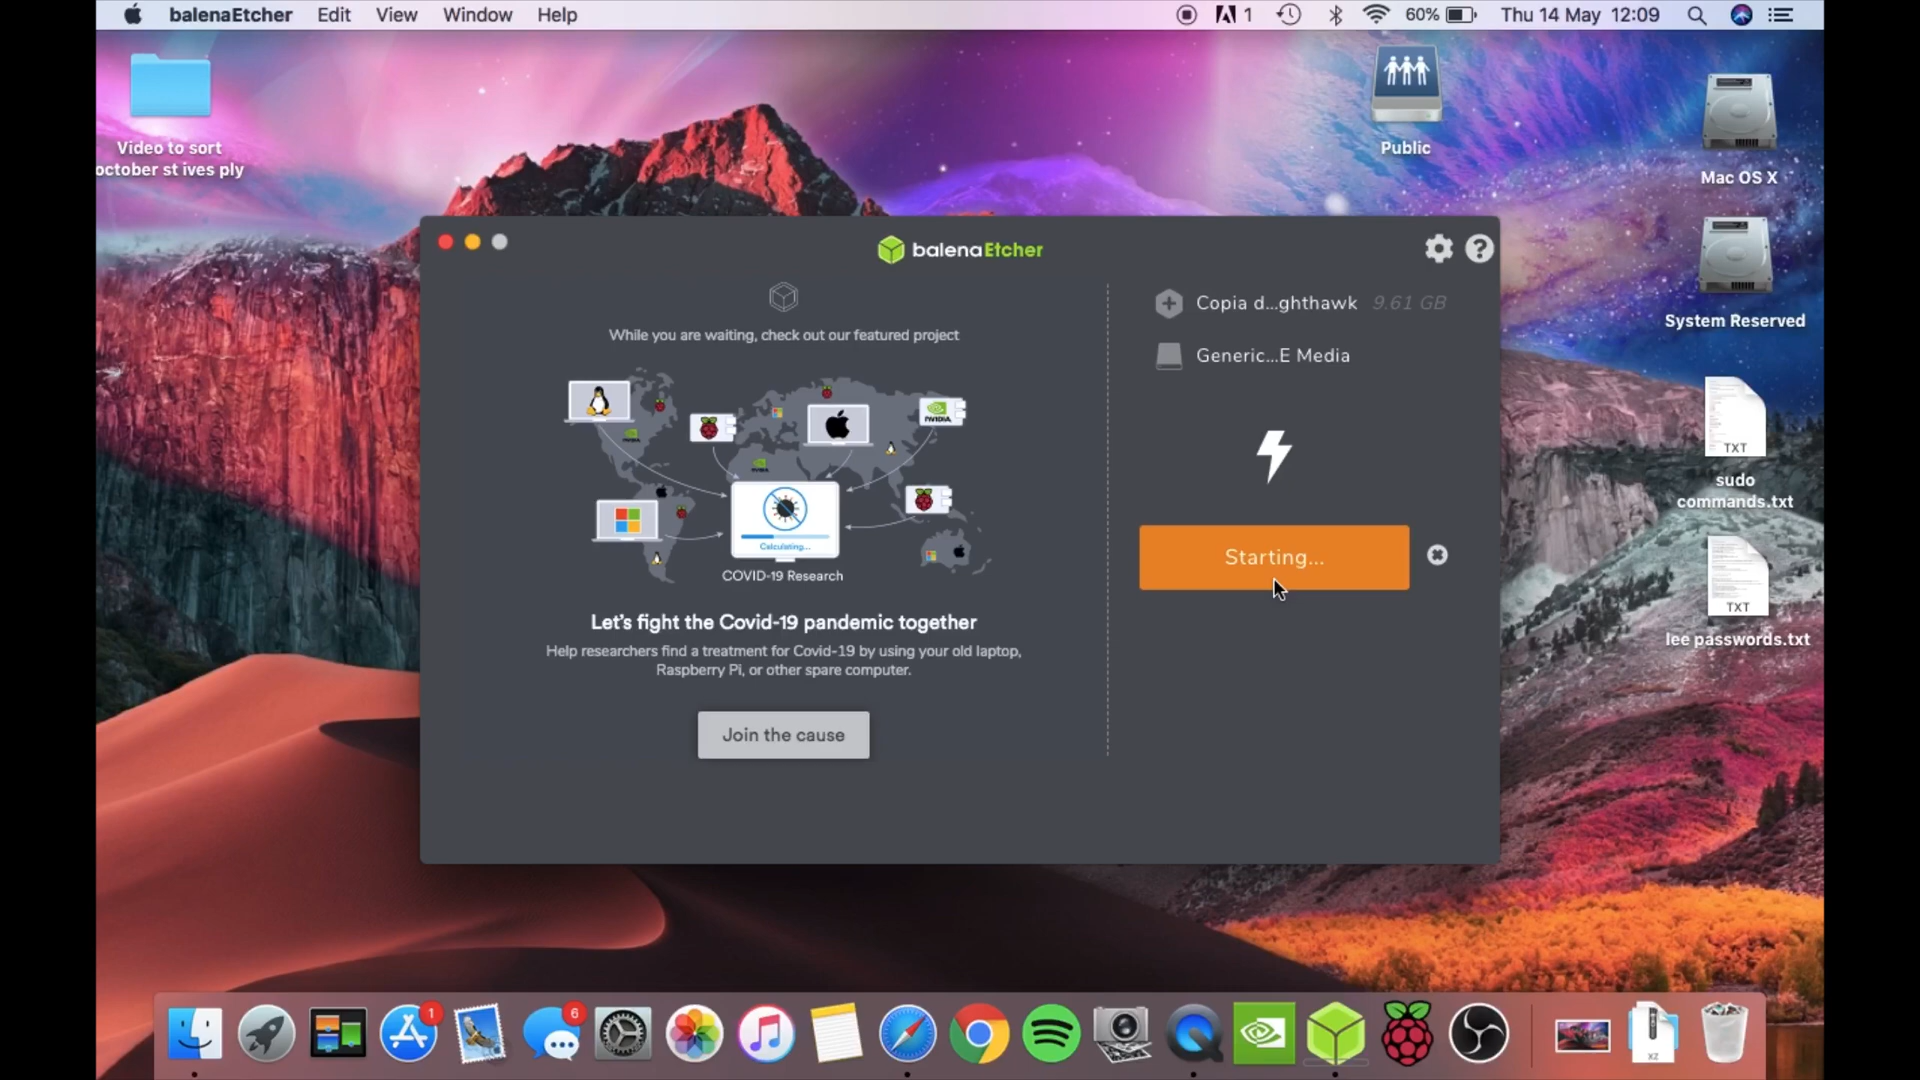 balenaEtcher Edit View Window Help 1 60% Thu 14 May 12:09
Video to sort
october st ives ply
Public
Mac OS X
System Reserved
TXT
sudo
commands.txt
TXT
lee passwords.txt
balenaEtcher
While you are waiting, check out our featured project
NVIDIA
Calculating...
COVID-19 Research
Let's fight the Covid-19 pandemic together
Help researchers find a treatment for Covid-19 by using your old laptop,
Raspberry Pi, or other spare computer.
Join the cause
Copia d...ghthawk 9.61 GB
Generic...E Media
Starting...
1
6
XZ